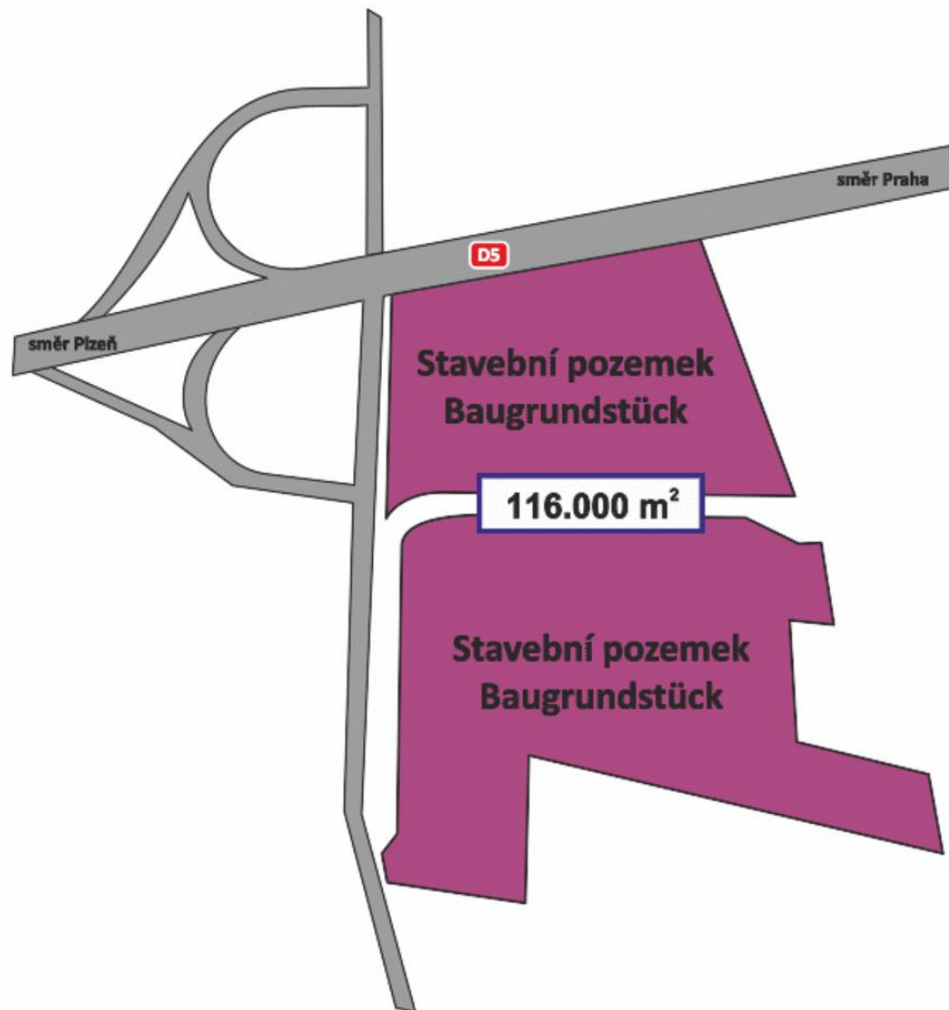 směr Praha
D5
směr Plzeň
Stavební pozemek
Baugrundstück
116.000 m²
Stavební pozemek
Baugrundstück